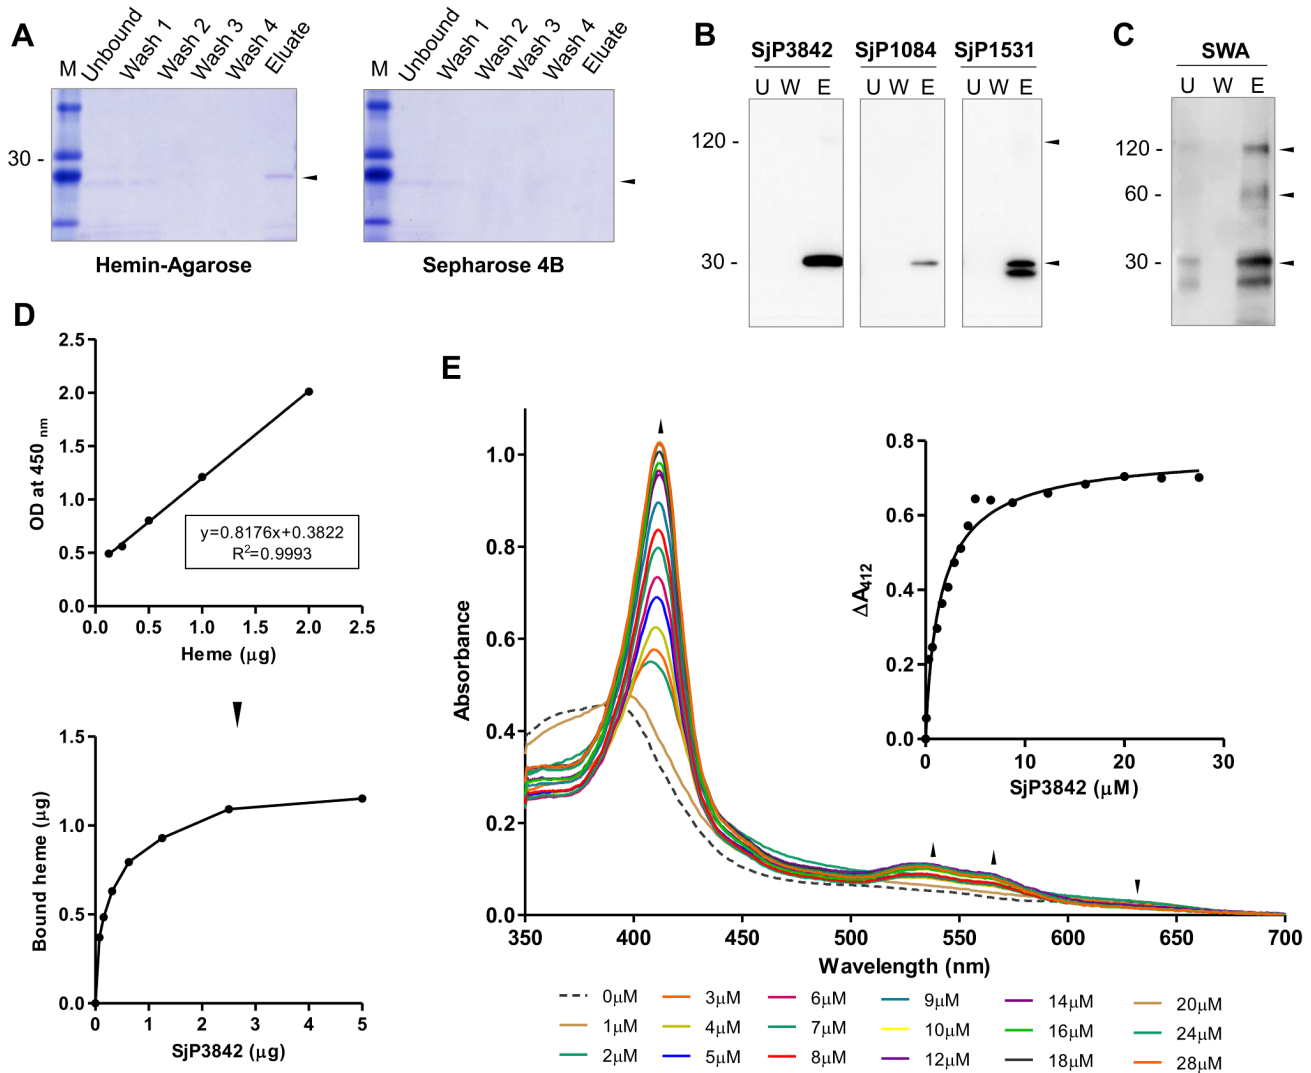 A
M Unbound Wash 1 Wash 2 Wash 3 Wash 4 Eluate
30 -
Hemin-Agarose
M Unbound Wash 1 Wash 2 Wash 3 Wash 4 Eluate
Sepharose 4B
B
SjP3842 SjP1084 SjP1531
U W E U W E U W E
120 -
30 -
C
SWA
U W E
120 -
60 -
30 -
D
OD at 450 nm
2.5
2.0
1.5
1.0
0.5
0.0
y=0.8176x+0.3822
R2=0.9993
0.0 0.5 1.0 1.5 2.0 2.5
Heme (μg)
Bound heme (μg)
1.5
1.0
0.5
0.0
0 1 2 3 4 5
SjP3842 (μg)
E
Absorbance
1.0
0.8
0.6
0.4
0.2
0.0
350 400 450 500 550 600 650 700
Wavelength (nm)
ΔA412
0.8
0.6
0.4
0.2
0.0
0 10 20 30
SjP3842 (μM)
0μM 3μM 6μM 9μM 14μM 20μM
1μM 4μM 7μM 10μM 16μM 24μM
2μM 5μM 8μM 12μM 18μM 28μM